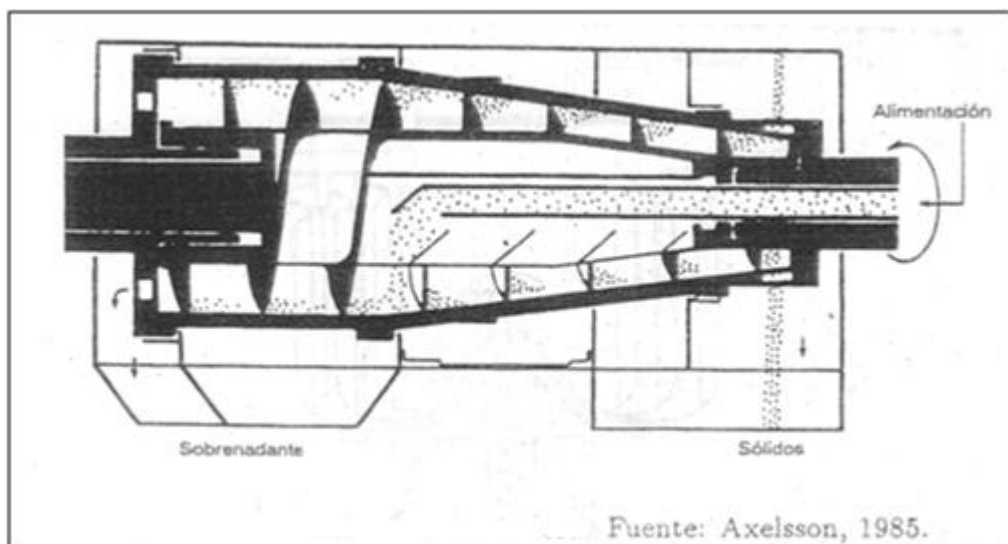 Alimentación
Sobrenadante
Sólidos
Fuente: Axelsson, 1985.